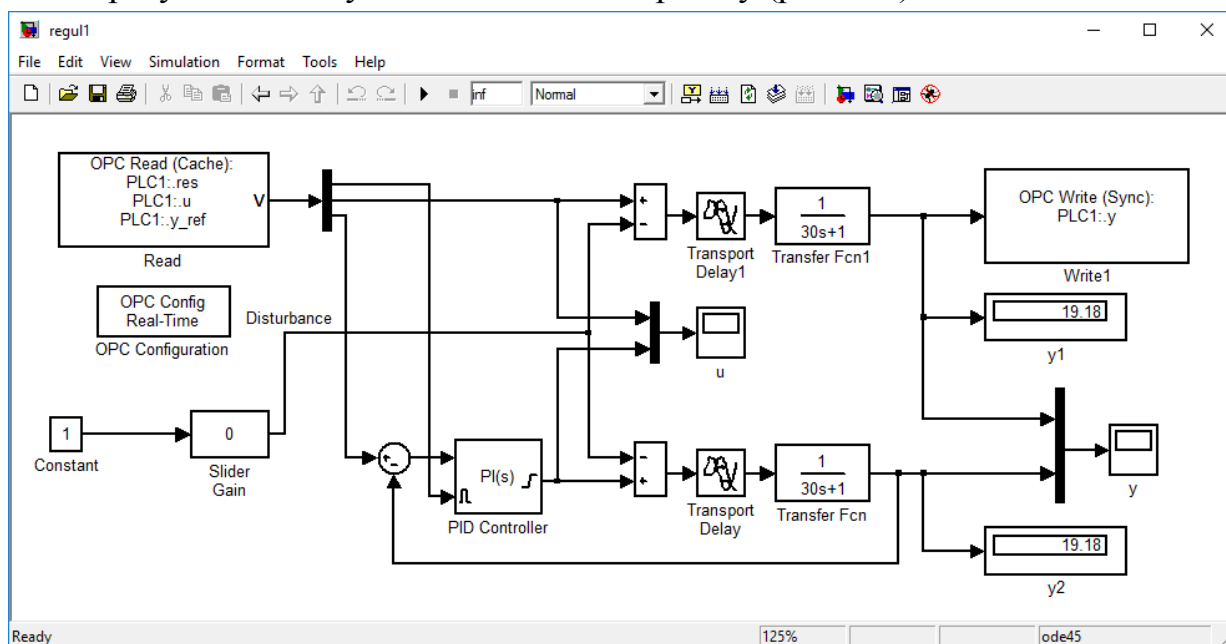 regul1
File Edit View Simulation Format Tools Help
inf Normal
OPC Read (Cache):
PLC1:.res
PLC1:.u
PLC1:.y_ref
V
Read
OPC Config
Real-Time
OPC Configuration
Disturbance
1
Constant
0
Slider
Gain
+
-
PI(s)
PID Controller
+
-
Transport
Delay1
1
30s+1
Transfer Fcn1
OPC Write (Sync):
PLC1:.y
Write1
19.18
y1
u
-
+
Transport
Delay
1
30s+1
Transfer Fcn
y
19.18
y2
Ready 125% ode45